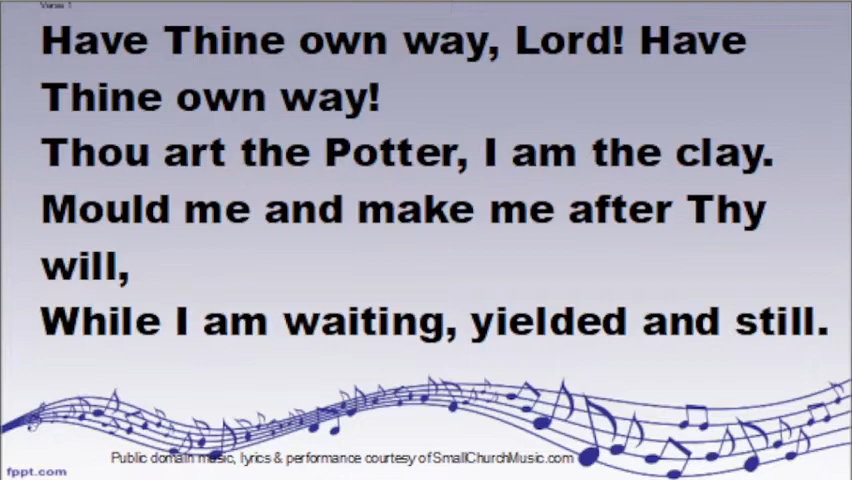 Verse 1
Have Thine own way, Lord! Have
Thine own way!
Thou art the Potter, I am the clay.
Mould me and make me after Thy
will,
While I am waiting, yielded and still.
Public domain music, lyrics & performance courtesy of SmallChurchMusic.com
fppt.com